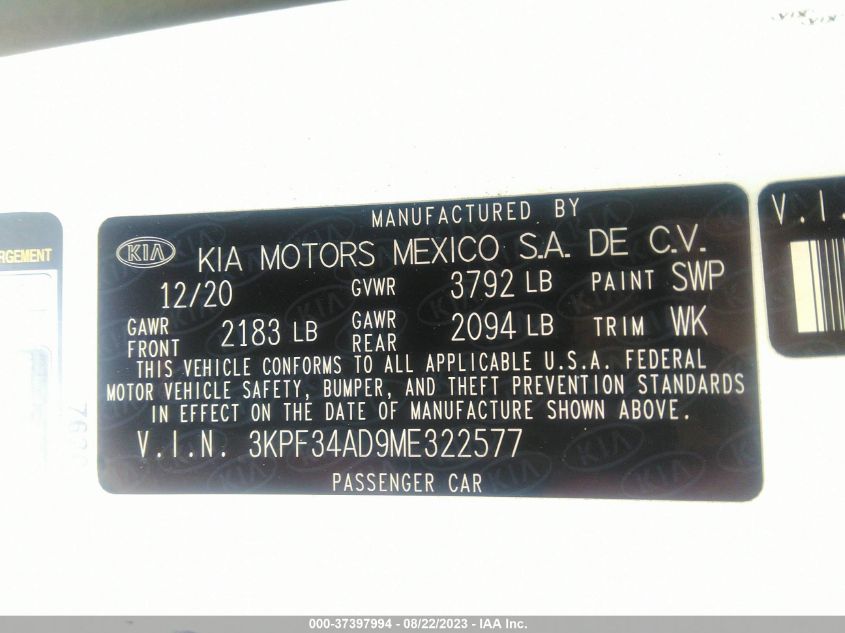 RGEMENT
MANUFACTURED BY
KIA KIA MOTORS MEXICO S.A. DE C.V.
12/20 GVWR 3792 LB PAINT SWP
GAWR FRONT 2183 LB GAWR REAR 2094 LB TRIM WK
THIS VEHICLE CONFORMS TO ALL APPLICABLE U.S.A. FEDERAL
MOTOR VEHICLE SAFETY, BUMPER, AND THEFT PREVENTION STANDARDS
IN EFFECT ON THE DATE OF MANUFACTURE SHOWN ABOVE.
V.I.N. 3KPF34AD9ME322577
PASSENGER CAR
V.I.
000-37397994 - 08/22/2023 - IAA Inc.